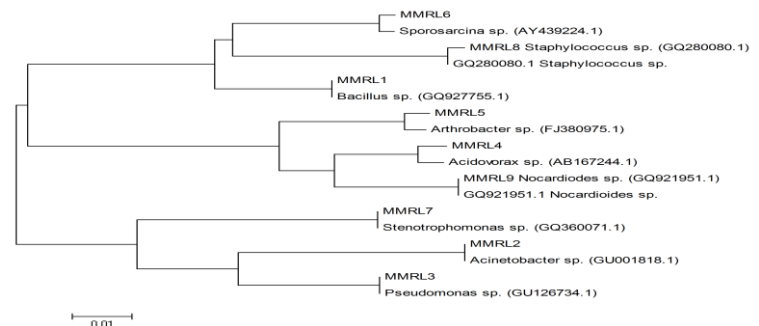 MMRL6
Sporosarcina sp. (AY439224.1)
MMRL8 Staphylococcus sp. (GQ280080.1)
GQ280080.1 Staphylococcus sp.
MMRL1
Bacillus sp. (GQ927755.1)
MMRL5
Arthrobacter sp. (FJ380975.1)
MMRL4
Acidovorax sp. (AB167244.1)
MMRL9 Nocardiodes sp. (GQ921951.1)
GQ921951.1 Nocardioides sp.
MMRL7
Stenotrophomonas sp. (GQ360071.1)
MMRL2
Acinetobacter sp. (GU001818.1)
MMRL3
Pseudomonas sp. (GU126734.1)
0.01